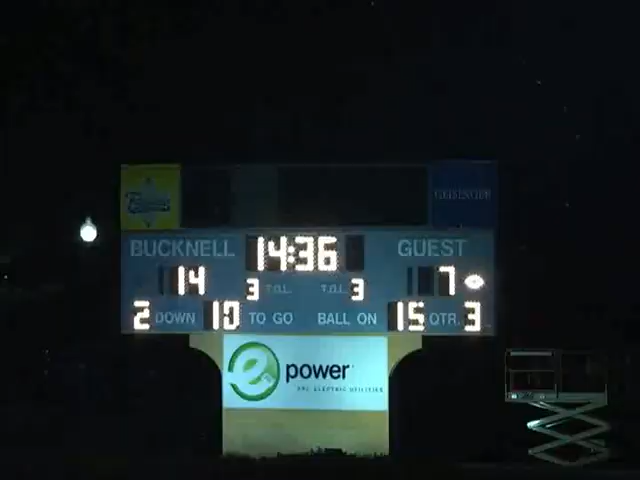 GEISINGER
BUCKNELL 14:36 GUEST
14 3 T.O.L. T.O.L. 3 7
2 DOWN 10 TO GO BALL ON 15 QTR. 3
e power